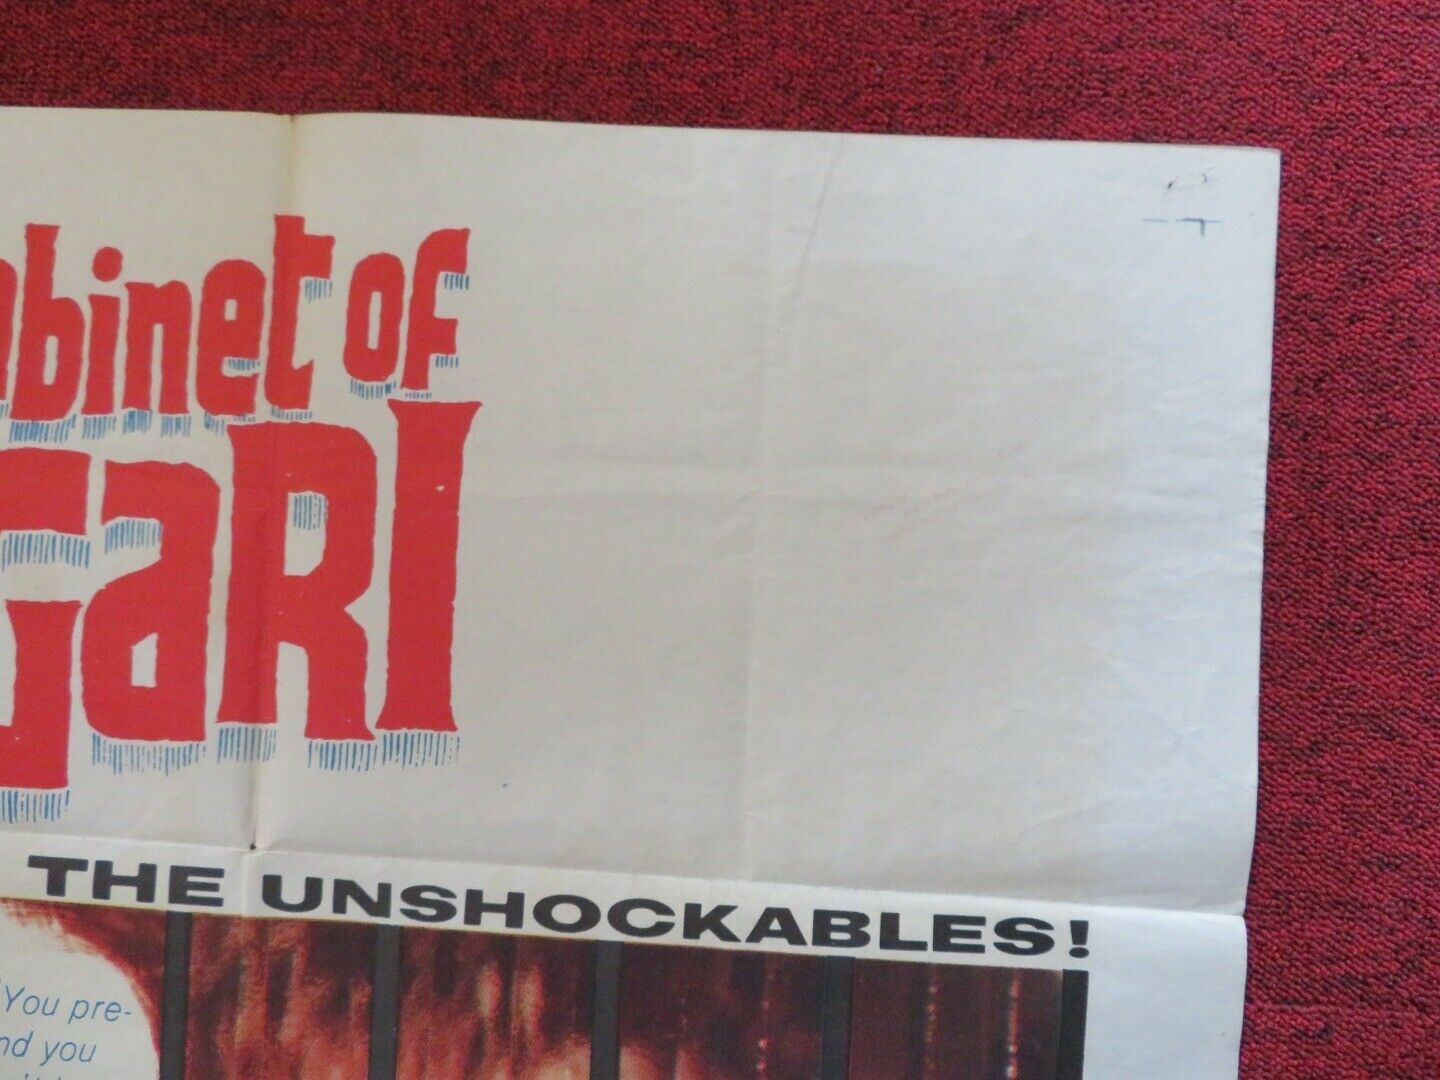 abinet of
GaRI
THE UNSHOCKABLES!
"You pre-
nd you